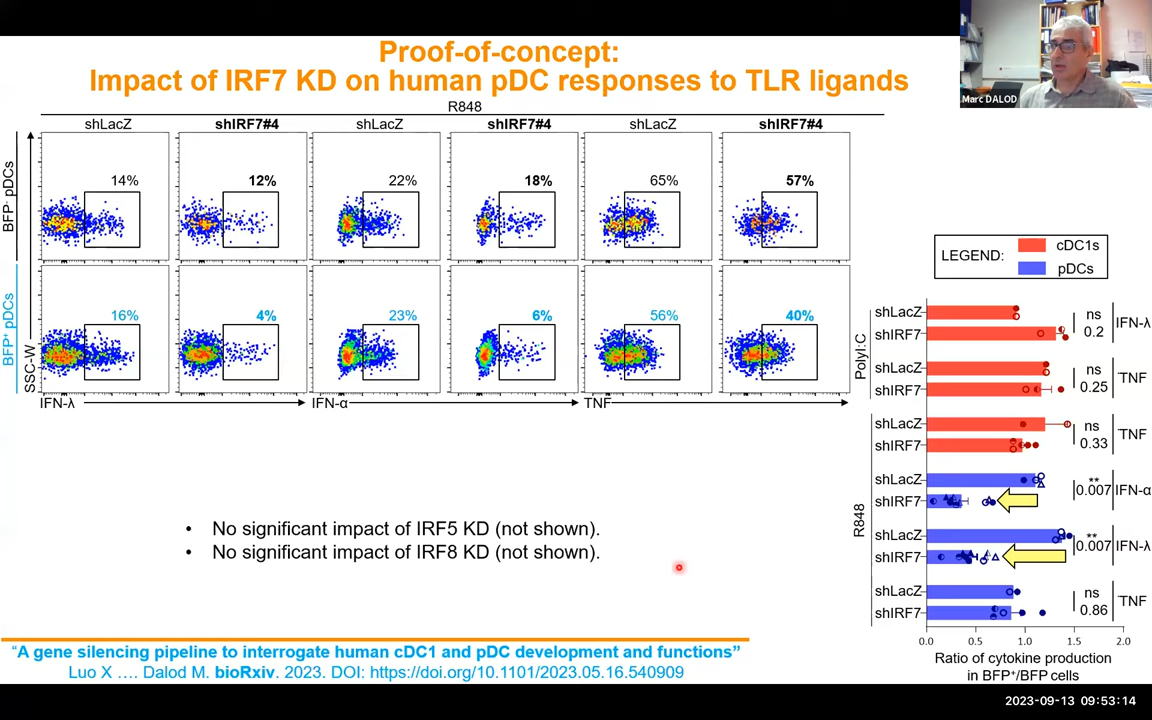 Proof-of-concept:
Impact of IRF7 KD on human pDC responses to TLR ligands
Marc DALOD
R848
shLacZ shIRF7#4 shLacZ shIRF7#4 shLacZ shIRF7#4
BFP- pDCs
14% 12% 22% 18% 65% 57%
BFP+ pDCs
16% 4% 23% 6% 56% 40%
SSC-W
IFN-λ IFN-α TNF
LEGEND:
cDC1s
pDCs
PolyI:C
shLacZ
shIRF7
ns
0.2
IFN-λ
shLacZ
shIRF7
ns
0.25
TNF
R848
shLacZ
shIRF7
ns
0.33
TNF
shLacZ
shIRF7
**
0.007
IFN-α
shLacZ
shIRF7
**
0.007
IFN-λ
shLacZ
shIRF7
ns
0.86
TNF
0.0 0.5 1.0 1.5 2.0
Ratio of cytokine production
in BFP+/BFP- cells
• No significant impact of IRF5 KD (not shown).
• No significant impact of IRF8 KD (not shown).
“A gene silencing pipeline to interrogate human cDC1 and pDC development and functions”
Luo X …. Dalod M. bioRxiv. 2023. DOI: https://doi.org/10.1101/2023.05.16.540909
2023-09-13 09:53:14